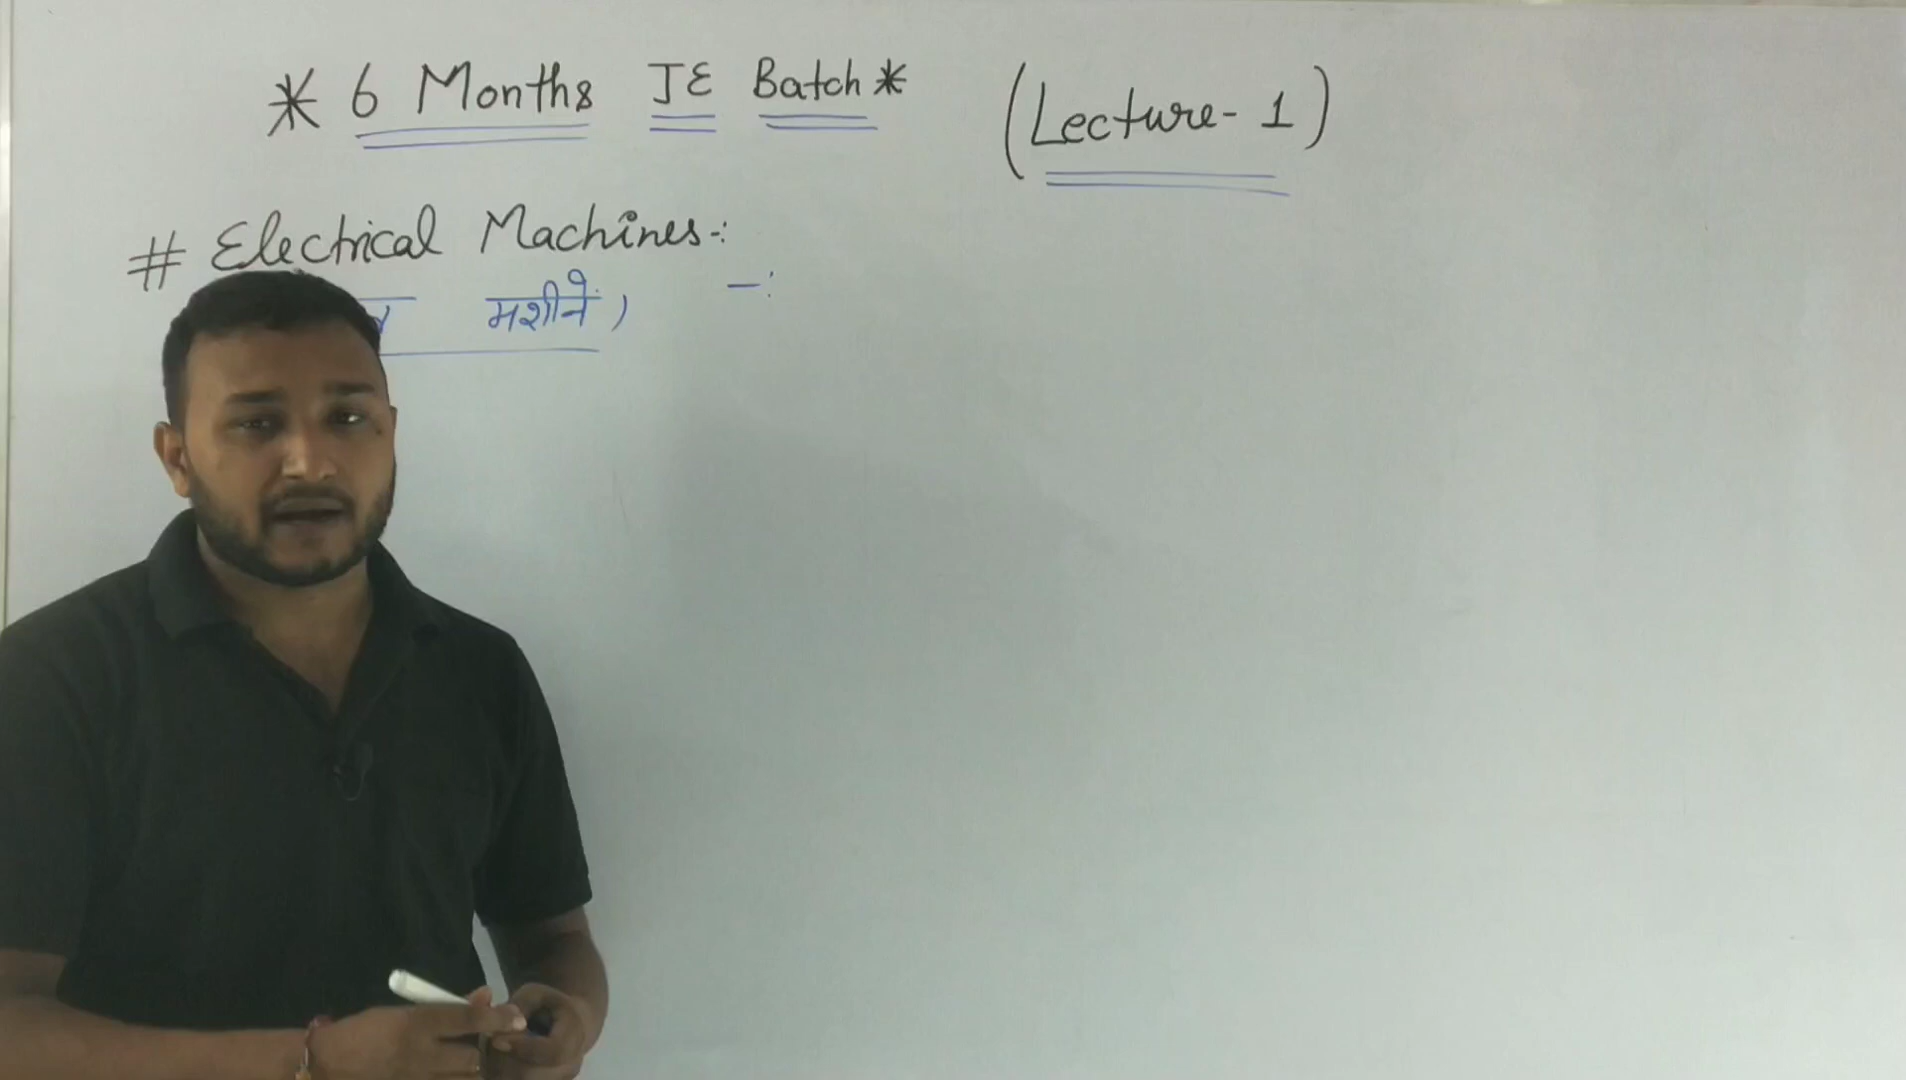 * 6 Months JE Batch * (Lecture- 1)
# Electrical Machines-:
मशीनें, -: